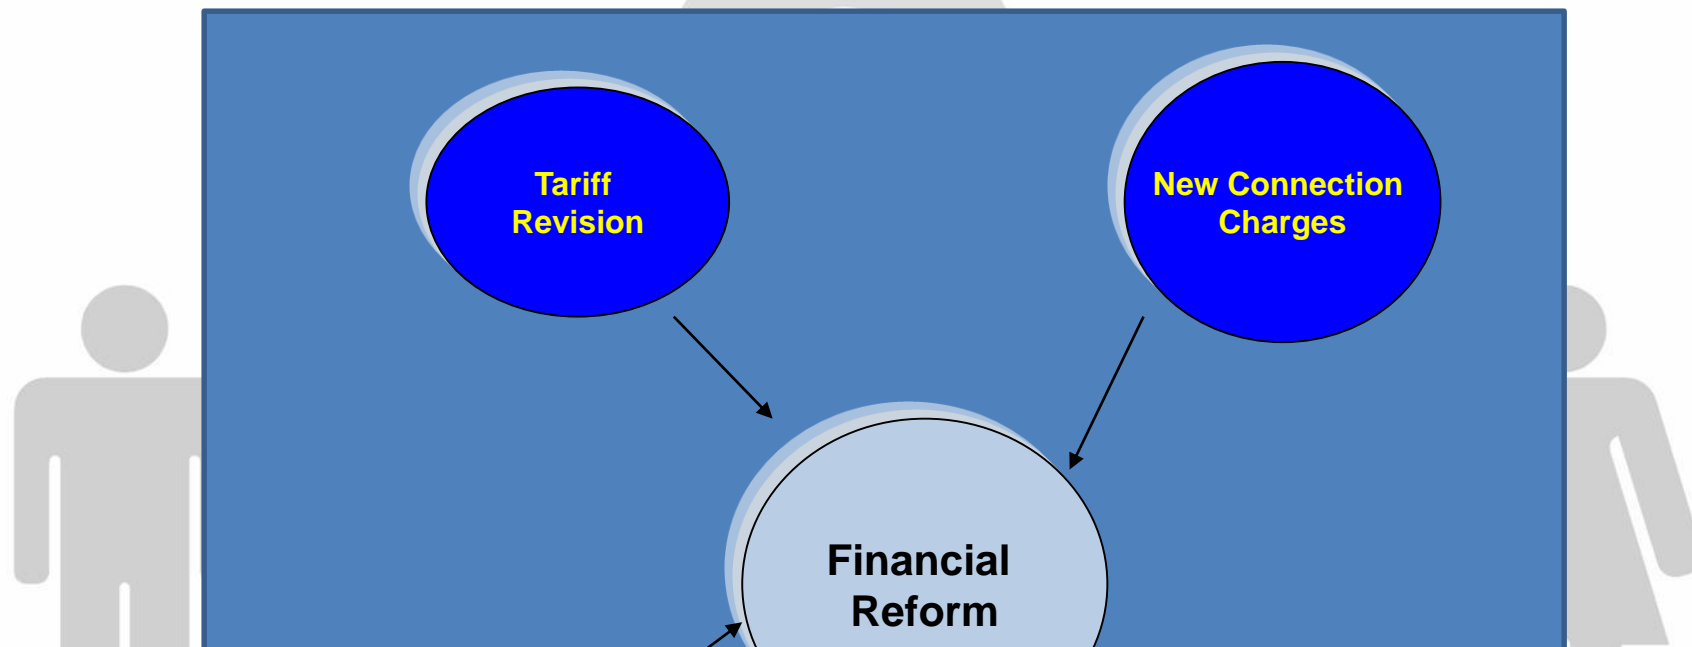 Tariff
Revision
New Connection
Charges
Financial
Reform